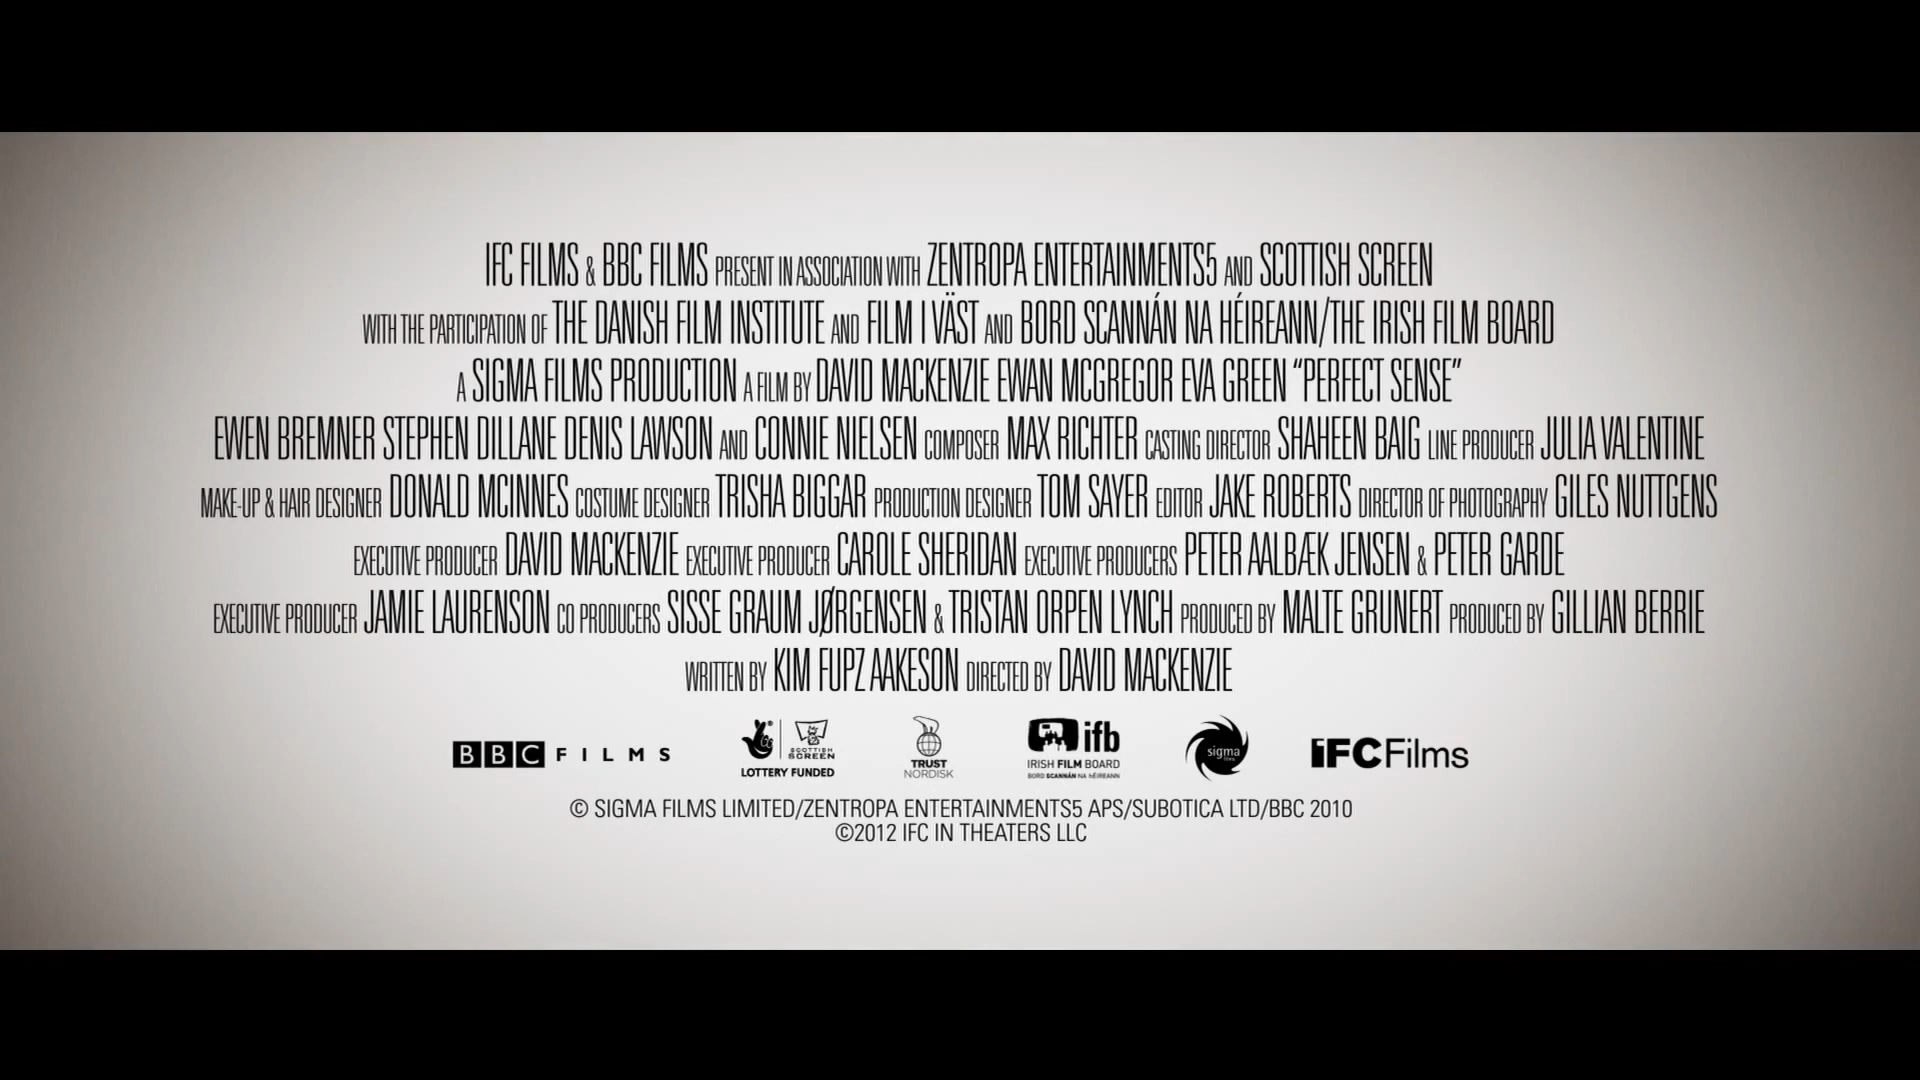 IFC FILMS & BBC FILMS PRESENT IN ASSOCIATION WITH ZENTROPA ENTERTAINMENTS5 AND SCOTTISH SCREEN
WITH THE PARTICIPATION OF THE DANISH FILM INSTITUTE AND FILM I VÄST AND BORD SCANNÁN NA HÉIREANN/THE IRISH FILM BOARD
A SIGMA FILMS PRODUCTION A FILM BY DAVID MACKENZIE EWAN MCGREGOR EVA GREEN “PERFECT SENSE”
EWEN BREMNER STEPHEN DILLANE DENIS LAWSON AND CONNIE NIELSEN COMPOSER MAX RICHTER CASTING DIRECTOR SHAHEEN BAIG LINE PRODUCER JULIA VALENTINE
MAKE-UP & HAIR DESIGNER DONALD MCINNES COSTUME DESIGNER TRISHA BIGGAR PRODUCTION DESIGNER TOM SAYER EDITOR JAKE ROBERTS DIRECTOR OF PHOTOGRAPHY GILES NUTTGENS
EXECUTIVE PRODUCER DAVID MACKENZIE EXECUTIVE PRODUCER CAROLE SHERIDAN EXECUTIVE PRODUCERS PETER AALBÆK JENSEN & PETER GARDE
EXECUTIVE PRODUCER JAMIE LAURENSON CO PRODUCERS SISSE GRAUM JØRGENSEN & TRISTAN ORPEN LYNCH PRODUCED BY MALTE GRUNERT PRODUCED BY GILLIAN BERRIE
WRITTEN BY KIM FUPZ AAKESON DIRECTED BY DAVID MACKENZIE
BBC FILMS
SCOTTISH
SCREEN
LOTTERY FUNDED
TRUST
NORDISK
ifb
IRISH FILM BOARD
BORD SCANNÁN NA hÉIREANN
sigma
films
IFC Films
© SIGMA FILMS LIMITED/ZENTROPA ENTERTAINMENTS5 APS/SUBOTICA LTD/BBC 2010
©2012 IFC IN THEATERS LLC